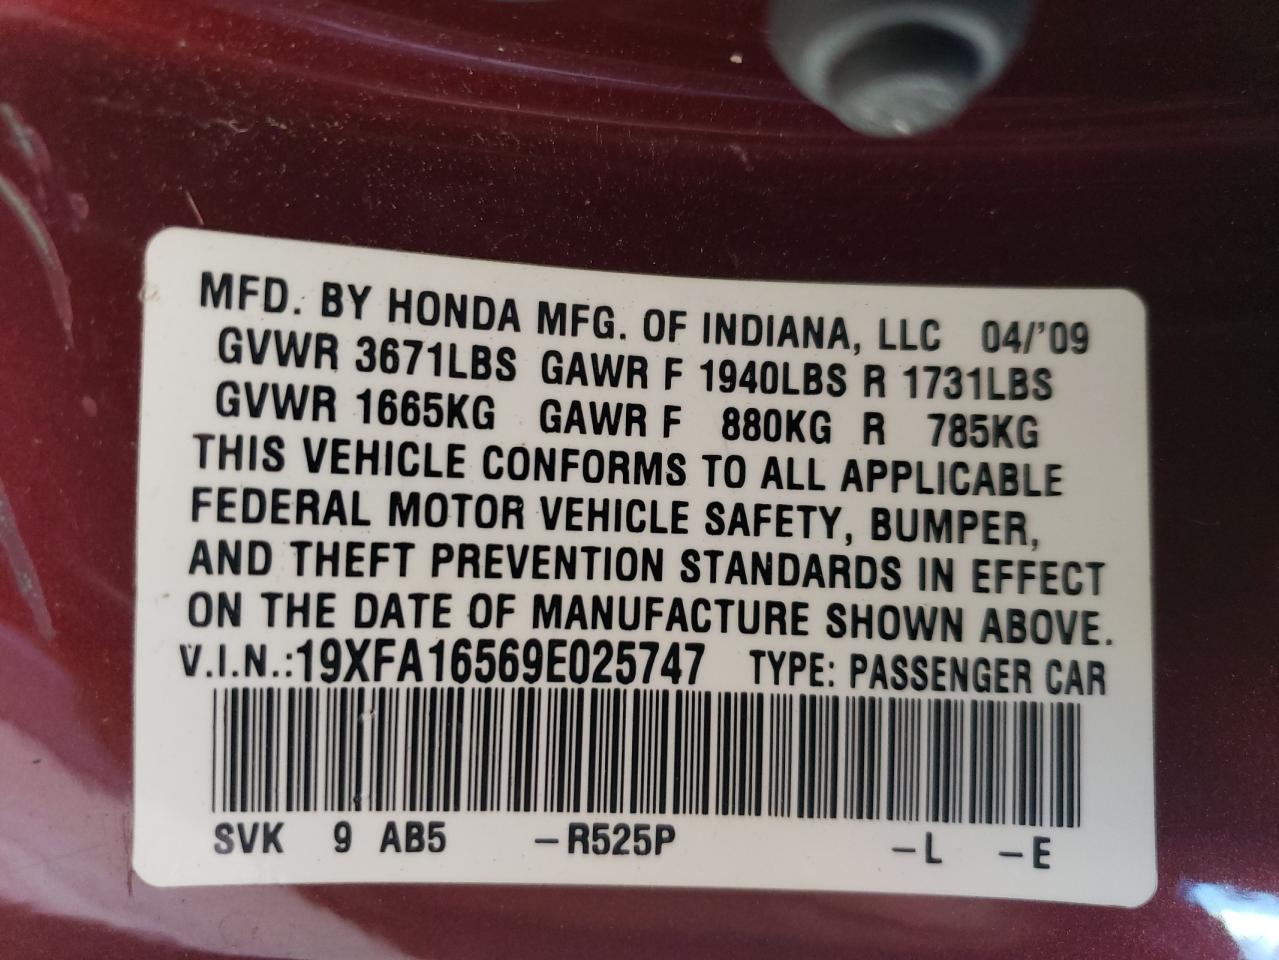 MFD. BY HONDA MFG. OF INDIANA, LLC 04/'09
GVWR 3671LBS GAWR F 1940LBS R 1731LBS
GVWR 1665KG GAWR F 880KG R 785KG
THIS VEHICLE CONFORMS TO ALL APPLICABLE
FEDERAL MOTOR VEHICLE SAFETY, BUMPER,
AND THEFT PREVENTION STANDARDS IN EFFECT
ON THE DATE OF MANUFACTURE SHOWN ABOVE.
V.I.N.:19XFA16569E025747 TYPE: PASSENGER CAR
SVK 9 AB5 –R525P –L –E